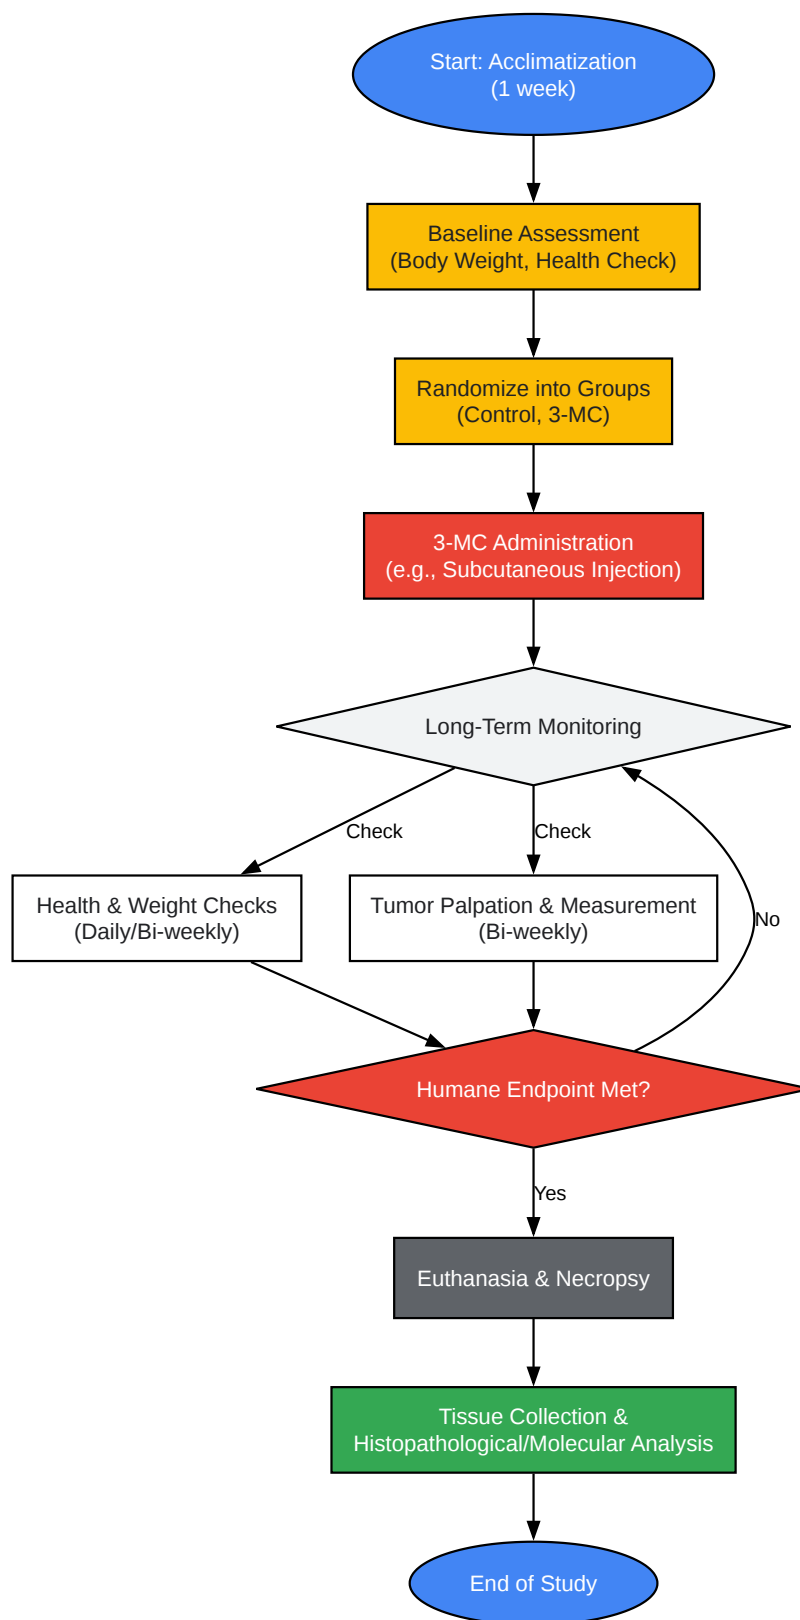 Start: Acclimatization
(1 week)
Baseline Assessment
(Body Weight, Health Check)
Randomize into Groups
(Control, 3-MC)
3-MC Administration
(e.g., Subcutaneous Injection)
Long-Term Monitoring
Check
Check
Health & Weight Checks
(Daily/Bi-weekly)
Tumor Palpation & Measurement
(Bi-weekly)
No
Humane Endpoint Met?
Yes
Euthanasia & Necropsy
Tissue Collection &
Histopathological/Molecular Analysis
End of Study